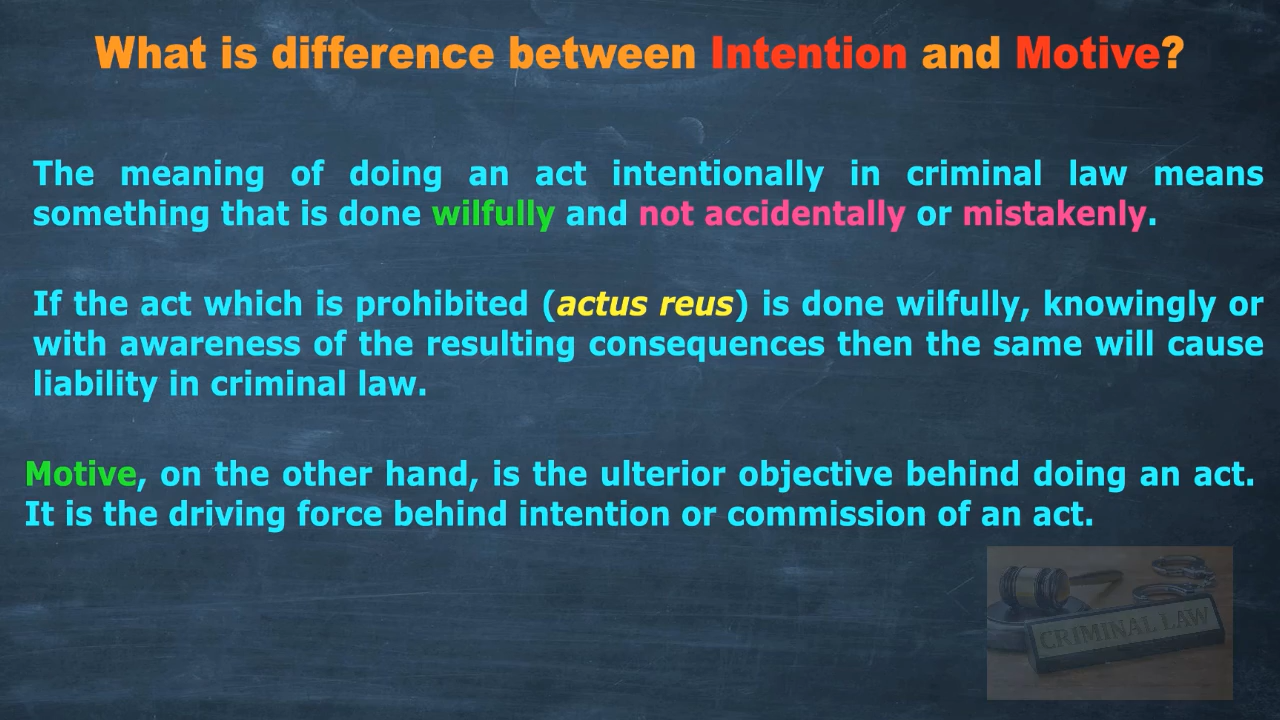 What is difference between Intention and Motive?
The meaning of doing an act intentionally in criminal law means
something that is done wilfully and not accidentally or mistakenly.
If the act which is prohibited (actus reus) is done wilfully, knowingly or
with awareness of the resulting consequences then the same will cause
liability in criminal law.
Motive, on the other hand, is the ulterior objective behind doing an act.
It is the driving force behind intention or commission of an act.
CRIMINAL LAW